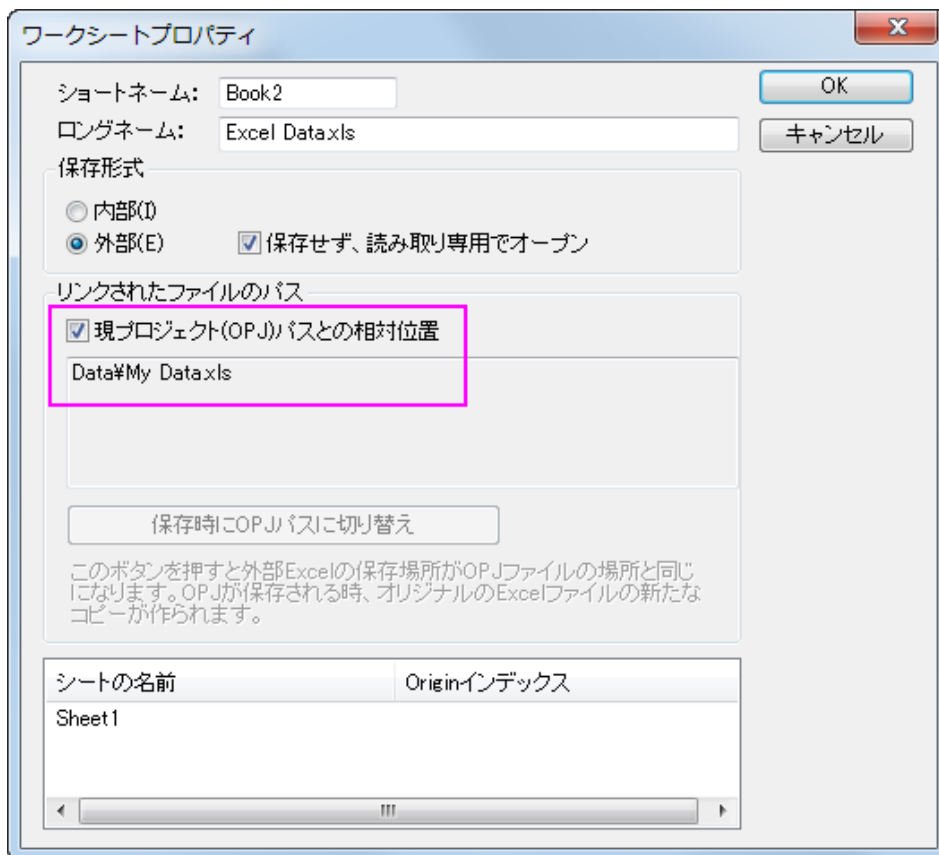 ワークシートプロパティ
ショートネーム: Book2
OK
ロングネーム: Excel Data.xls
キャンセル
保存形式
内部(I)
外部(E) 保存せず、読み取り専用でオープン
リンクされたファイルのパス
現プロジェクト(OPJ)パスとの相対位置
Data¥My Data.xls
保存時にOPJパスに切り替え
このボタンを押すと外部Excelの保存場所がOPJファイルの場所と同じ
になります。OPJが保存される時、オリジナルのExcelファイルの新たな
コピーが作られます。
シートの名前 Originインデックス
Sheet1